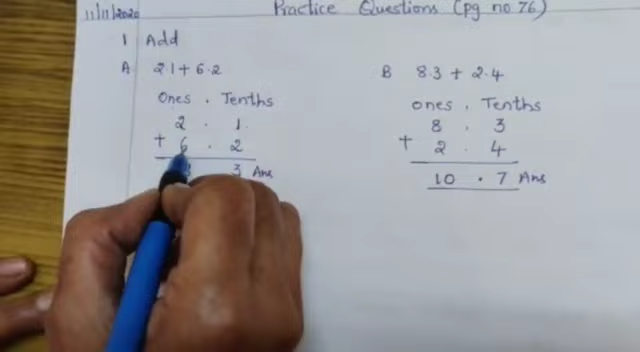 11/11/2020 Practice Questions (pg no 76)
1 Add
A 2.1 + 6.2
Ones . Tenths
2 . 1
+ 6 . 2
8 3 Ans
B 8.3 + 2.4
ones . Tenths
8 . 3
+ 2 . 4
10 . 7 Ans